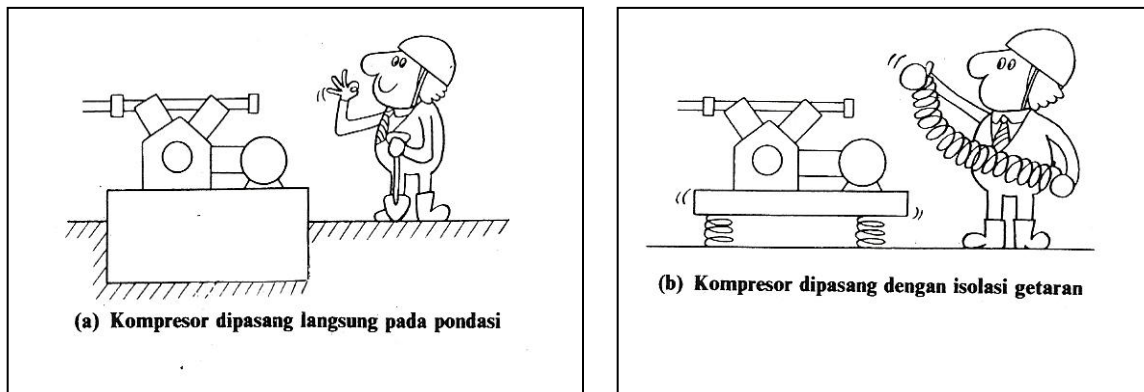 (a) Kompresor dipasang langsung pada pondasi
(b) Kompresor dipasang dengan isolasi getaran